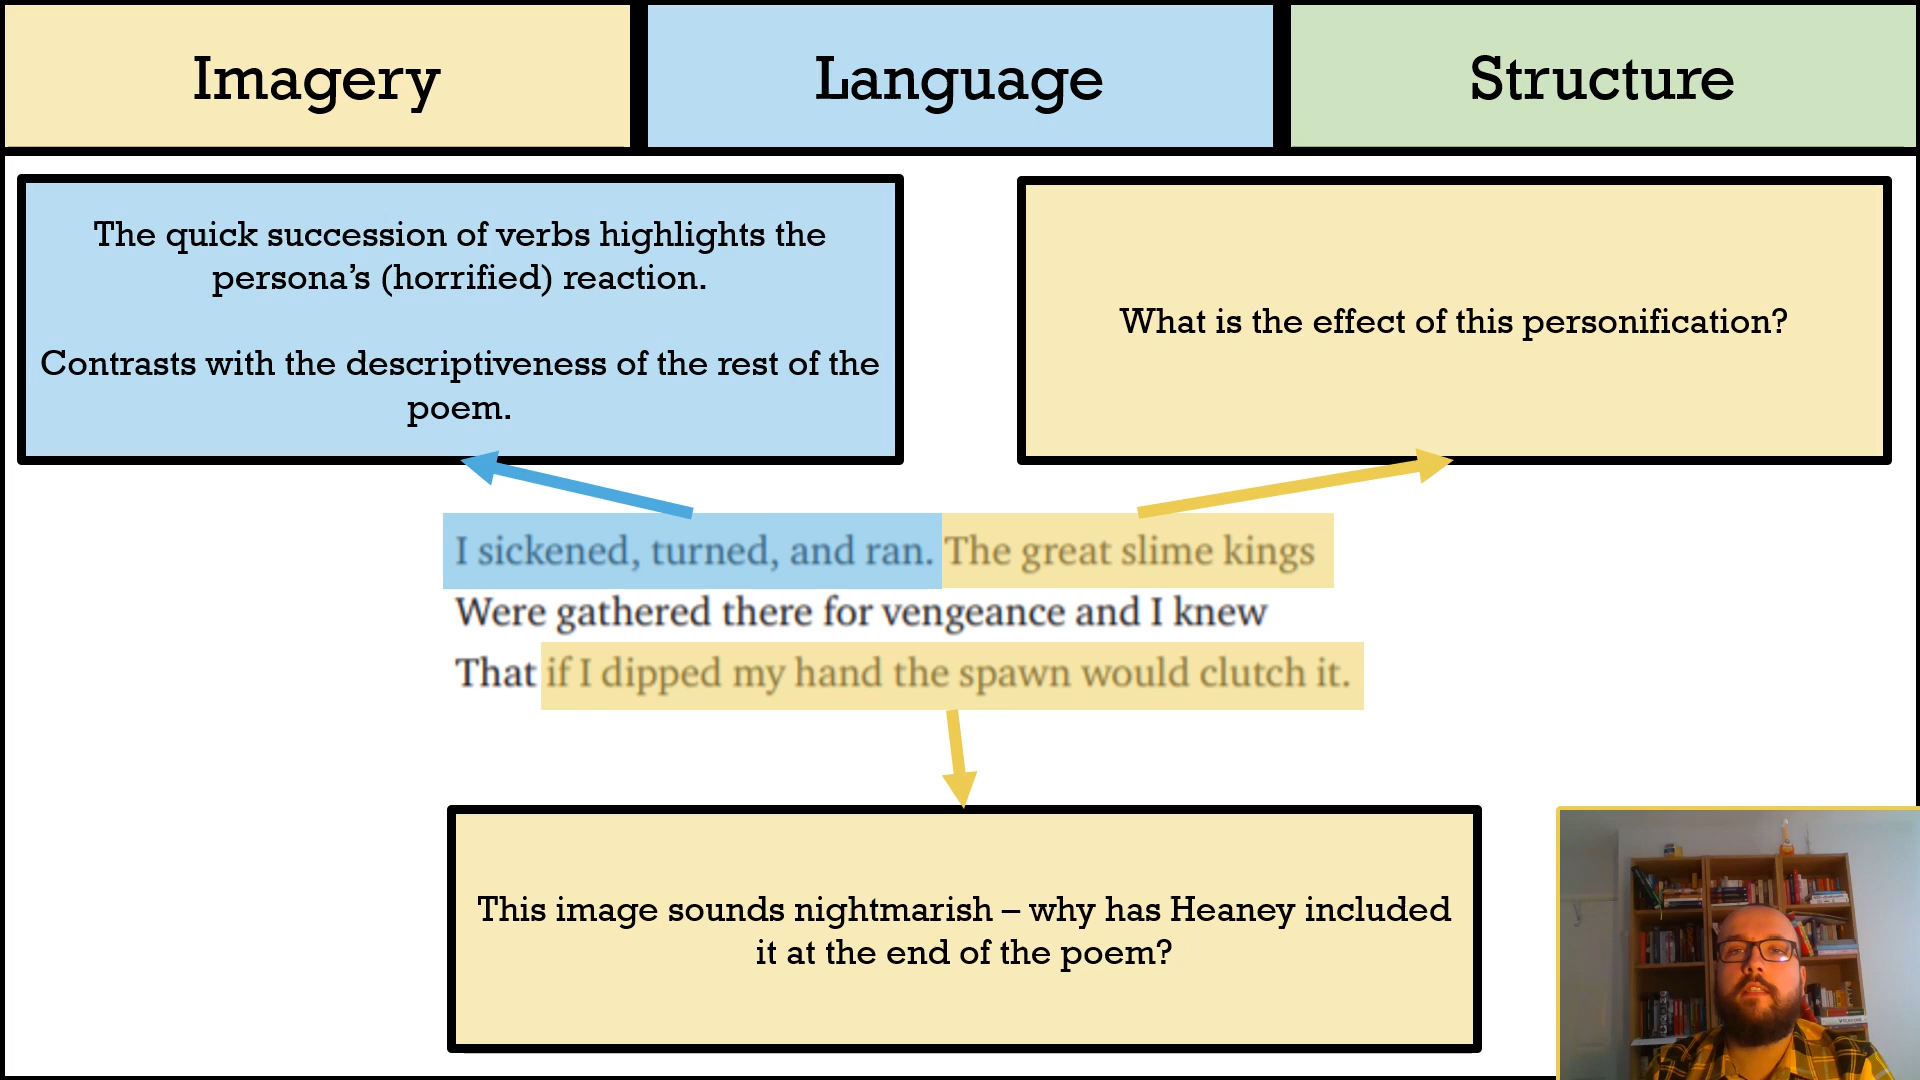 Imagery
Language
Structure
The quick succession of verbs highlights the
persona’s (horrified) reaction.
Contrasts with the descriptiveness of the rest of the
poem.
What is the effect of this personification?
I sickened, turned, and ran. The great slime kings
Were gathered there for vengeance and I knew
That if I dipped my hand the spawn would clutch it.
This image sounds nightmarish – why has Heaney included
it at the end of the poem?